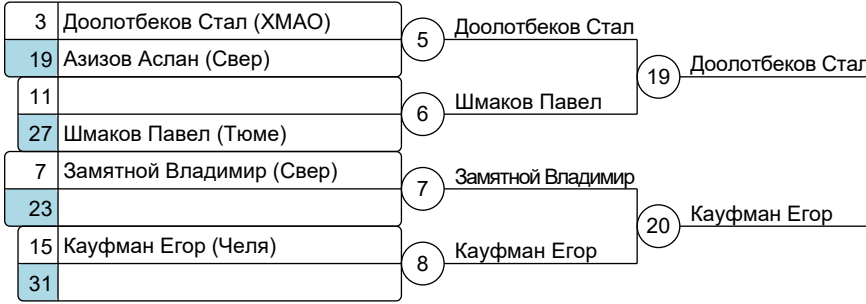 3 Доолотбеков Стал (ХМАО)
19 Азизов Аслан (Свер)
5 Доолотбеков Стал
19 Доолотбеков Стал
11
27 Шмаков Павел (Тюме)
6 Шмаков Павел
7 Замятной Владимир (Свер)
23
7 Замятной Владимир
20 Кауфман Егор
15 Кауфман Егор (Челя)
31
8 Кауфман Егор